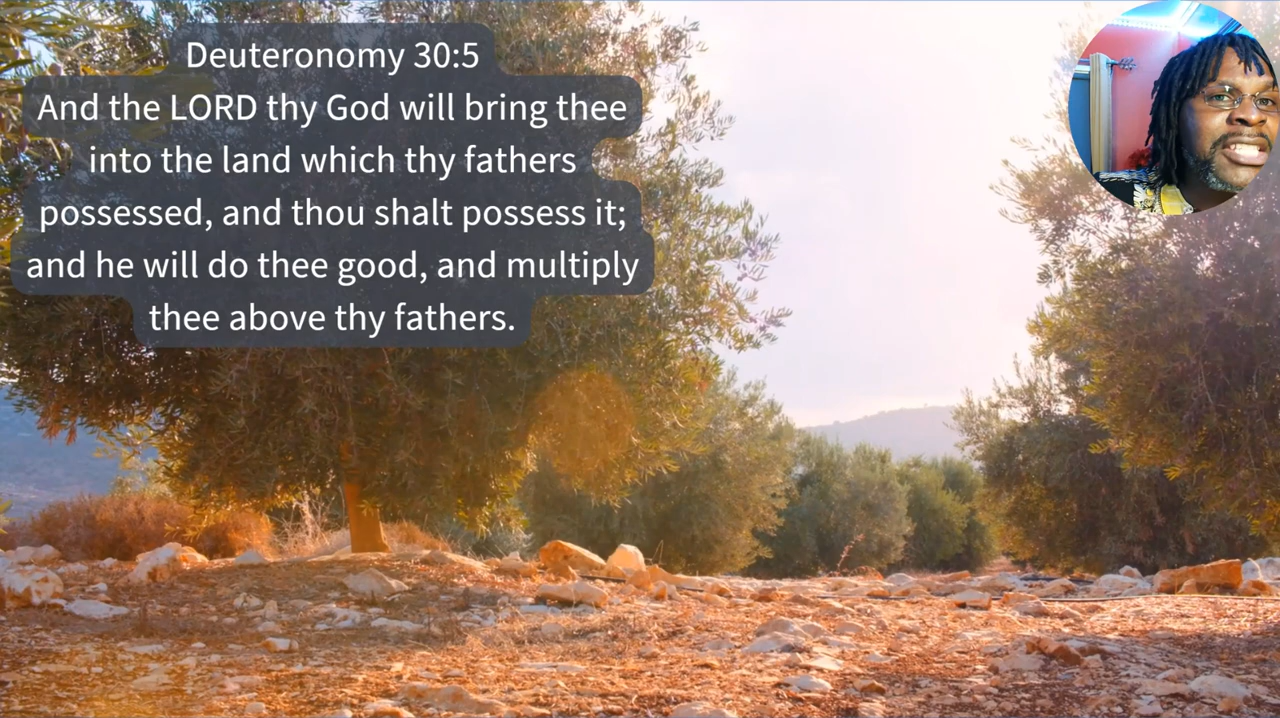 Deuteronomy 30:5
And the LORD thy God will bring thee
into the land which thy fathers
possessed, and thou shalt possess it;
and he will do thee good, and multiply
thee above thy fathers.